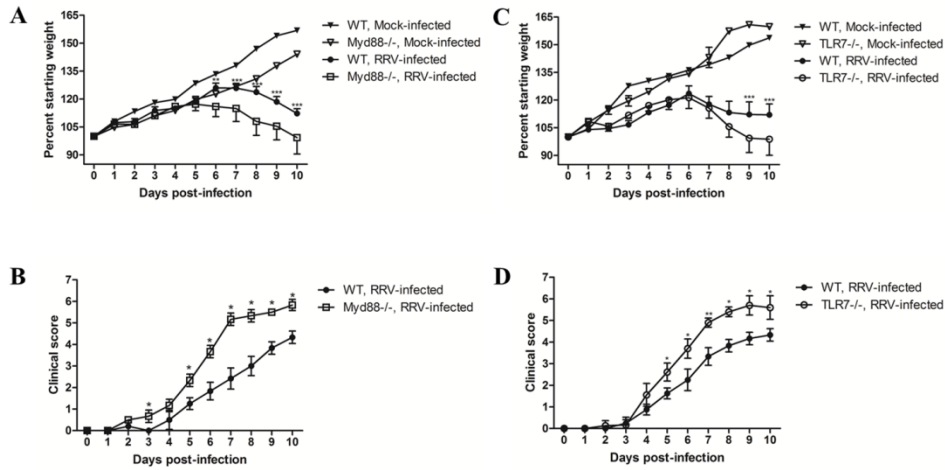 A
Percent starting weight
165
150
135
120
105
90
** *** *** *** ***
0 1 2 3 4 5 6 7 8 9 10
Days post-infection
WT, Mock-infected
Myd88-/-, Mock-infected
WT, RRV-infected
Myd88-/-, RRV-infected
C
Percent starting weight
165
150
135
120
105
90
*** ***
0 1 2 3 4 5 6 7 8 9 10
Days post-infection
WT, Mock-infected
TLR7-/-, Mock-infected
WT, RRV-infected
TLR7-/-, RRV-infected
B
Clinical score
7
6
5
4
3
2
1
0
* * * * * * *
0 1 2 3 4 5 6 7 8 9 10
Days post-infection
WT, RRV-infected
Myd88-/-, RRV-infected
D
Clinical score
7
6
5
4
3
2
1
0
* * ** * * *
0 1 2 3 4 5 6 7 8 9 10
Days post-infection
WT, RRV-infected
TLR7-/-, RRV-infected